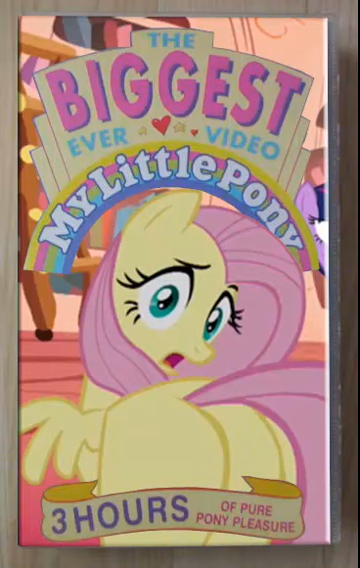 THE
BIGGEST
EVER VIDEO
My Little Pony
3 HOURS OF PURE
PONY PLEASURE